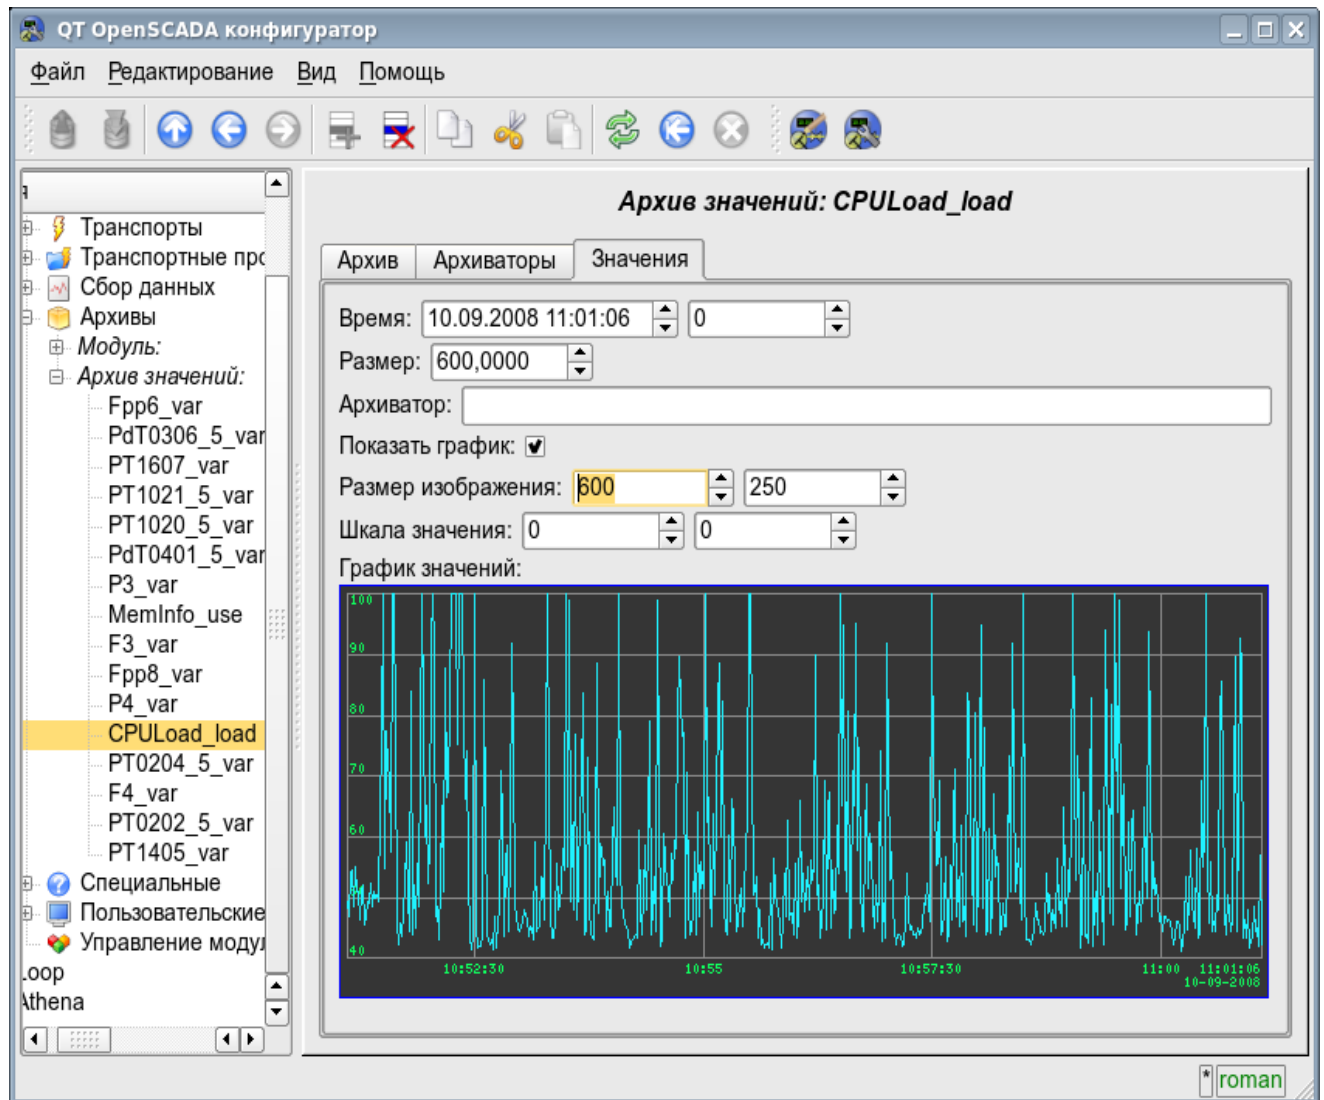 QT OpenSCADA конфигуратор
Файл Редактирование Вид Помощь
я
Транспорты
Транспортные про
Сбор данных
Архивы
Модуль:
Архив значений:
Fpp6_var
PdT0306_5_var
PT1607_var
PT1021_5_var
PT1020_5_var
PdT0401_5_var
P3_var
MemInfo_use
F3_var
Fpp8_var
P4_var
CPULoad_load
PT0204_5_var
F4_var
PT0202_5_var
PT1405_var
Специальные
Пользовательские
Управление модул
Loop
Athena
Архив значений: CPULoad_load
Архив Архиваторы Значения
Время: 10.09.2008 11:01:06 0
Размер: 600,0000
Архиватор:
Показать график:
Размер изображения: 600 250
Шкала значения: 0 0
График значений:
100
90
80
70
60
40
10:52:30 10:55 10:57:30 11:00 11:01:06
10-09-2008
* roman